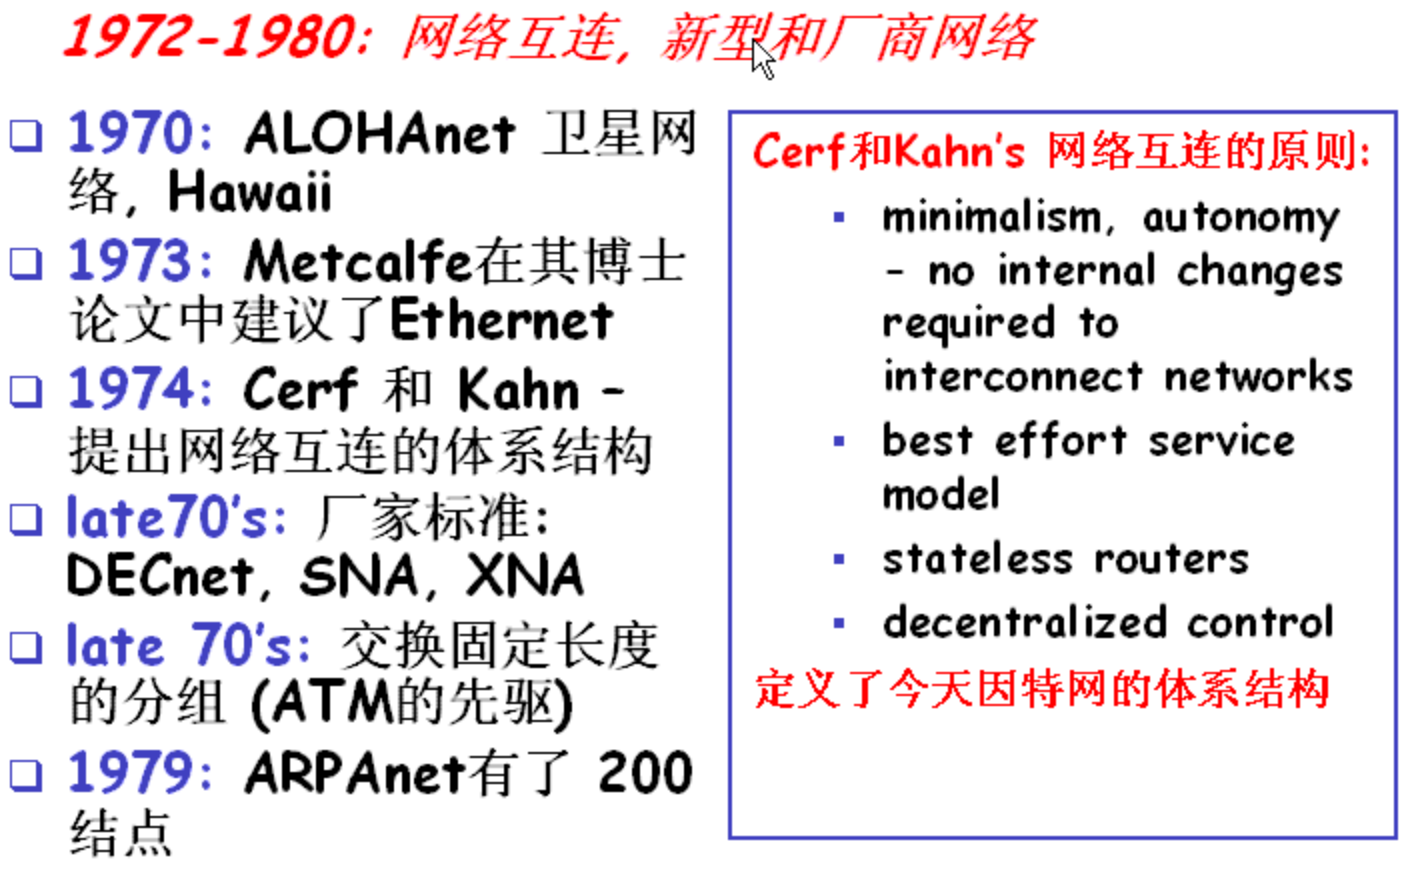 1972-1980: 网络互连, 新型和厂商网络
1970: ALOHAnet 卫星网
络, Hawaii
1973: Metcalfe在其博士
论文中建议了Ethernet
1974: Cerf 和 Kahn -
提出网络互连的体系结构
late70's: 厂家标准:
DECnet, SNA, XNA
late 70's: 交换固定长度
的分组 (ATM的先驱)
1979: ARPAnet有了 200
结点
Cerf和Kahn's 网络互连的原则:
minimalism, autonomy
- no internal changes
required to
interconnect networks
best effort service
model
stateless routers
decentralized control
定义了今天因特网的体系结构